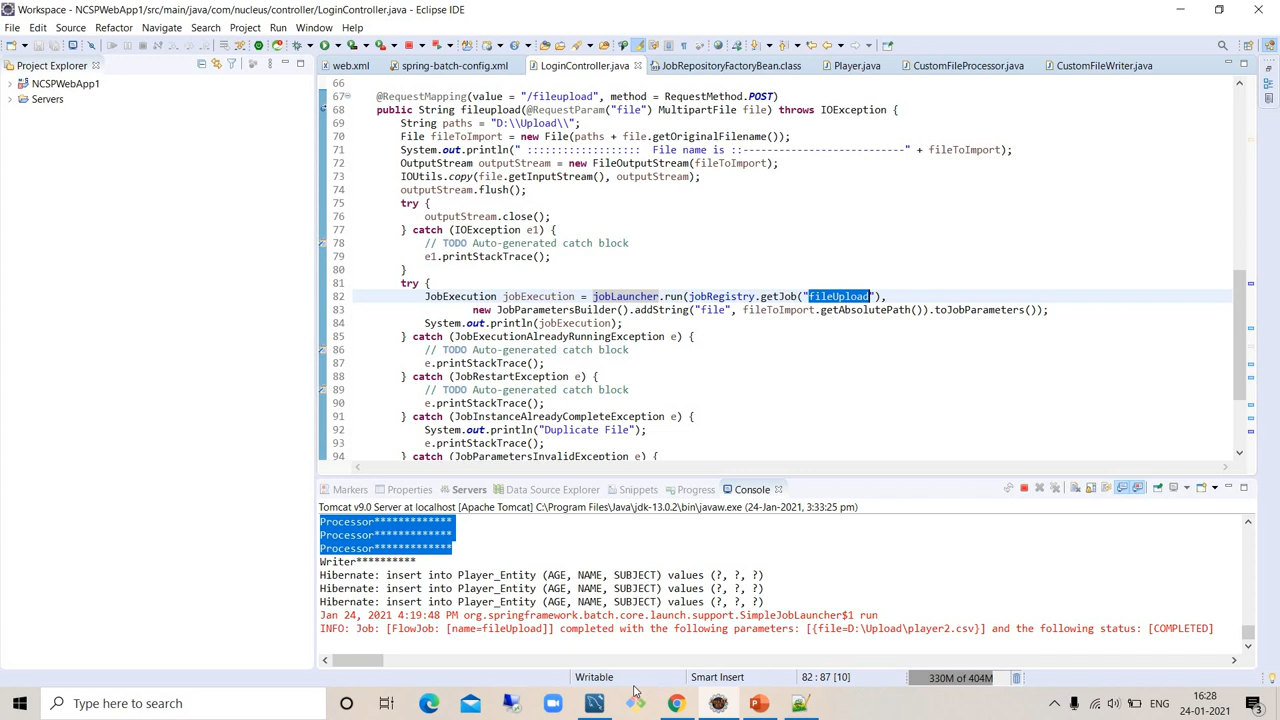 Workspace - NCSPWebApp1/src/main/java/com/nucleus/controller/LoginController.java - Eclipse IDE
File Edit Source Refactor Navigate Search Project Run Window Help
Project Explorer
web.xml spring-batch-config.xml LoginController.java JobRepositoryFactoryBean.class Player.java CustomFileProcessor.java CustomFileWriter.java
NCSPWebApp1
Servers
66
67 @RequestMapping(value = "/fileupload", method = RequestMethod.POST)
68 public String fileupload(@RequestParam("file") MultipartFile file) throws IOException {
69 String paths = "D:\\Upload\\";
70 File fileToImport = new File(paths + file.getOriginalFilename());
71 System.out.println(" :::::::::::::::::::  File name is ::---------------------------" + fileToImport);
72 OutputStream outputStream = new FileOutputStream(fileToImport);
73 IOUtils.copy(file.getInputStream(), outputStream);
74 outputStream.flush();
75 try {
76 outputStream.close();
77 } catch (IOException e1) {
78 // TODO Auto-generated catch block
79 e1.printStackTrace();
80 }
81 try {
82 JobExecution jobExecution = jobLauncher.run(jobRegistry.getJob("fileUpload"),
83 new JobParametersBuilder().addString("file", fileToImport.getAbsolutePath()).toJobParameters());
84 System.out.println(jobExecution);
85 } catch (JobExecutionAlreadyRunningException e) {
86 // TODO Auto-generated catch block
87 e.printStackTrace();
88 } catch (JobRestartException e) {
89 // TODO Auto-generated catch block
90 e.printStackTrace();
91 } catch (JobInstanceAlreadyCompleteException e) {
92 System.out.println("Duplicate File");
93 e.printStackTrace();
94 } catch (JobParametersInvalidException e) {
Markers Properties Servers Data Source Explorer Snippets Progress Console
Tomcat v9.0 Server at localhost [Apache Tomcat] C:\Program Files\Java\jdk-13.0.2\bin\javaw.exe (24-Jan-2021, 3:33:25 pm)
Processor*************
Processor*************
Processor*************
Writer**********
Hibernate: insert into Player_Entity (AGE, NAME, SUBJECT) values (?, ?, ?)
Hibernate: insert into Player_Entity (AGE, NAME, SUBJECT) values (?, ?, ?)
Hibernate: insert into Player_Entity (AGE, NAME, SUBJECT) values (?, ?, ?)
Jan 24, 2021 4:19:48 PM org.springframework.batch.core.launch.support.SimpleJobLauncher$1 run
INFO: Job: [FlowJob: [name=fileUpload]] completed with the following parameters: [{file=D:\Upload\player2.csv}] and the following status: [COMPLETED]
Writable Smart Insert 82 : 87 [10] 330M of 404M
Type here to search
ENG 16:28
24-01-2021
3